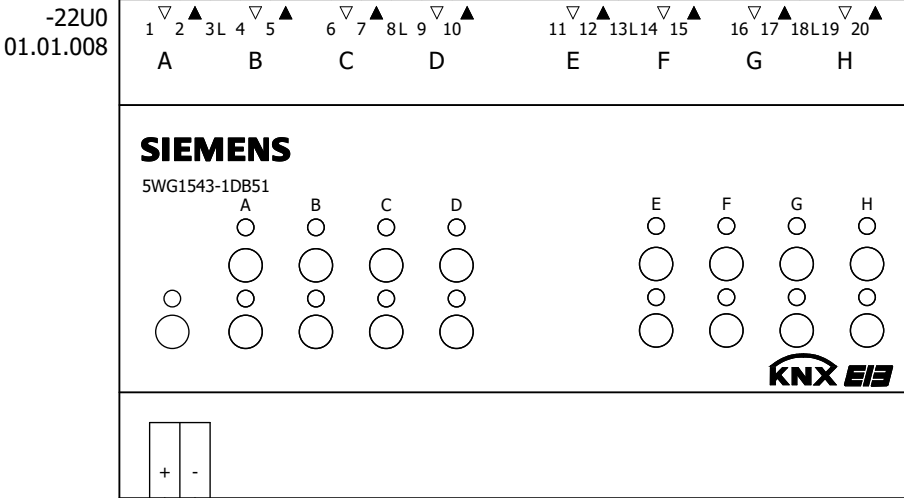 -22U0
01.01.008
1 ▽ 2 ▲ 3L 4 ▽ 5 ▲ 6 ▽ 7 ▲ 8L 9 ▽ 10 ▲ 11 ▽ 12 ▲ 13L 14 ▽ 15 ▲ 16 ▽ 17 ▲ 18L 19 ▽ 20 ▲
A B C D E F G H
SIEMENS
5WG1543-1DB51
A B C D E F G H
KNX EIB
+ -